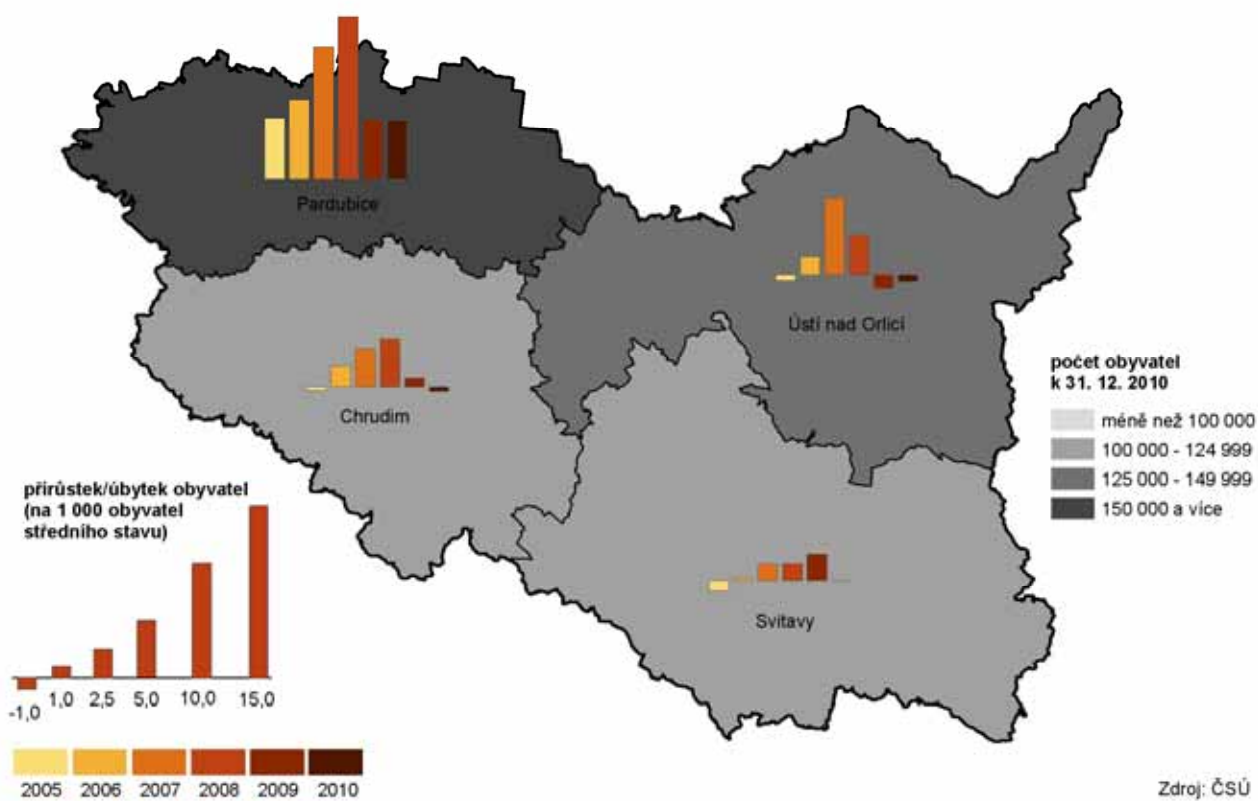 Pardubice
Ústí nad Orlicí
Chrudim
Svitavy
počet obyvatel
k 31. 12. 2010
méně než 100 000
100 000 - 124 999
125 000 - 149 999
150 000 a více
přírůstek/úbytek obyvatel
(na 1 000 obyvatel
středního stavu)
-1,0 1,0 2,5 5,0 10,0 15,0
2005 2006 2007 2008 2009 2010
Zdroj: ČSÚ